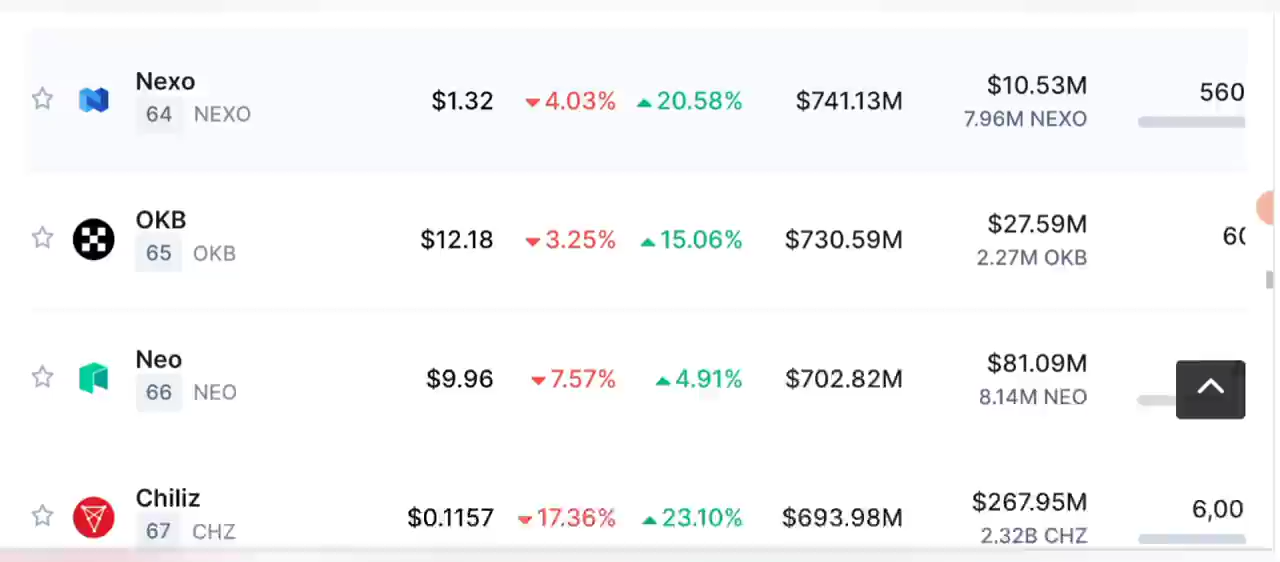 Nexo
64 NEXO
$1.32 4.03% 20.58% $741.13M $10.53M 560
7.96M NEXO
OKB
65 OKB
$12.18 3.25% 15.06% $730.59M $27.59M
2.27M OKB
Neo
66 NEO
$9.96 7.57% 4.91% $702.82M $81.09M
8.14M NEO
Chiliz
67 CHZ
$0.1157 17.36% 23.10% $693.98M $267.95M 6,00
2.32B CHZ